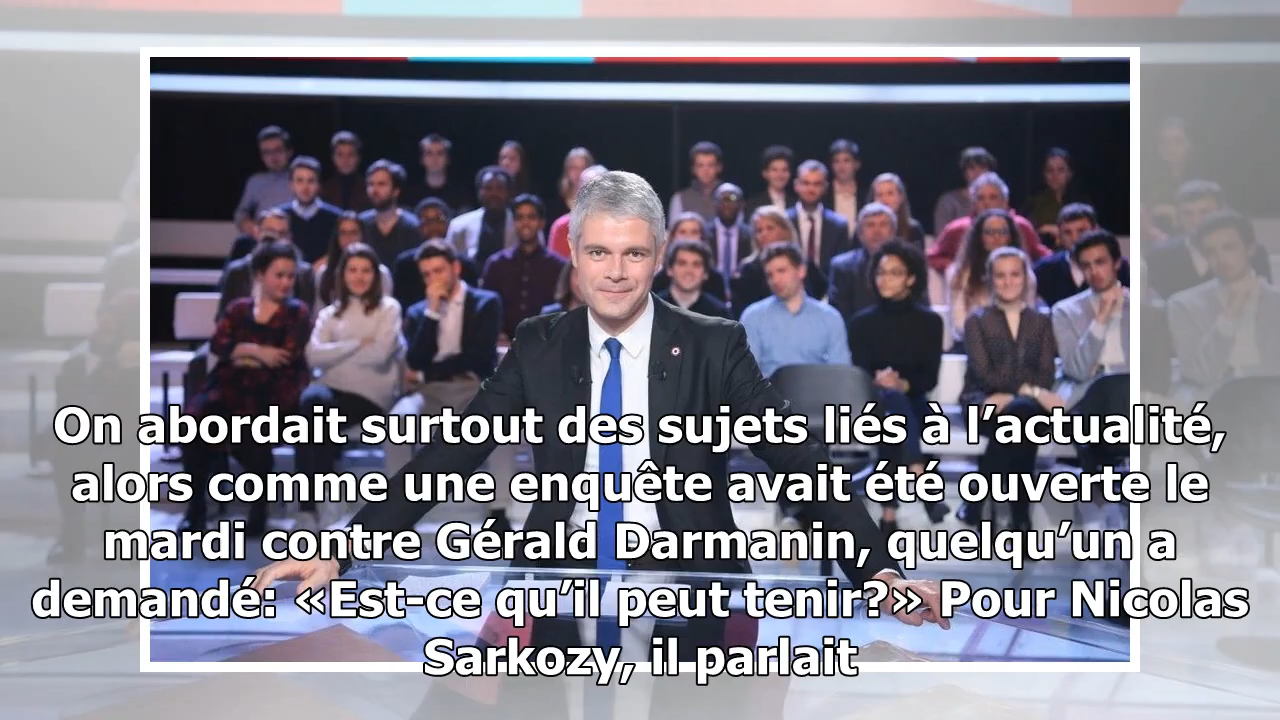 On abordait surtout des sujets liés à l’actualité,
alors comme une enquête avait été ouverte le
mardi contre Gérald Darmanin, quelqu’un a
demandé: «Est-ce qu’il peut tenir?» Pour Nicolas
Sarkozy, il parlait